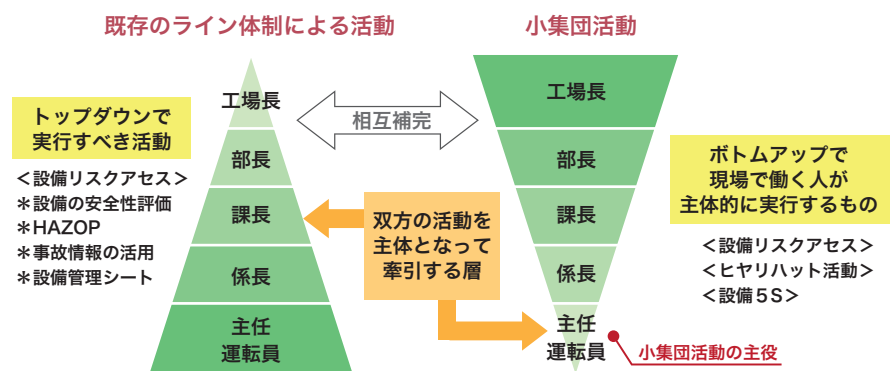 既存のライン体制による活動
小集団活動
トップダウンで
実行すべき活動
＜設備リスクアセス＞
＊設備の安全性評価
＊HAZOP
＊事故情報の活用
＊設備管理シート
工場長
部長
課長
係長
主任
運転員
相互補完
双方の活動を
主体となって
牽引する層
工場長
部長
課長
係長
主任
運転員
小集団活動の主役
ボトムアップで
現場で働く人が
主体的に実行するもの
＜設備リスクアセス＞
＜ヒヤリハット活動＞
＜設備５S＞